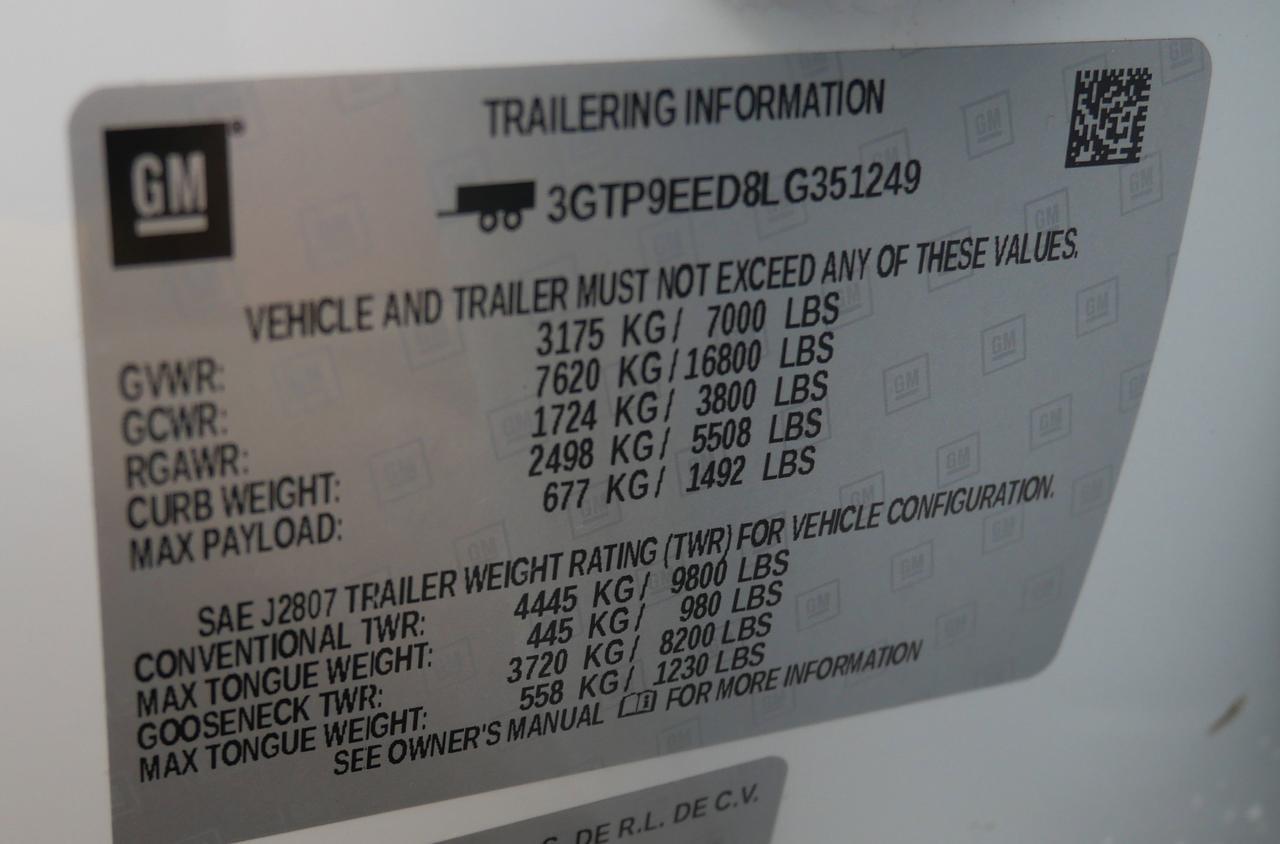 GM
TRAILERING INFORMATION
3GTP9EED8LG351249
VEHICLE AND TRAILER MUST NOT EXCEED ANY OF THESE VALUES.
GVWR: 3175 KG/ 7000 LBS
GCWR: 7620 KG/16800 LBS
RGAWR: 1724 KG/ 3800 LBS
CURB WEIGHT: 2498 KG/ 5508 LBS
MAX PAYLOAD: 677 KG/ 1492 LBS
SAE J2807 TRAILER WEIGHT RATING (TWR) FOR VEHICLE CONFIGURATION.
CONVENTIONAL TWR: 4445 KG/ 9800 LBS
MAX TONGUE WEIGHT: 445 KG/ 980 LBS
GOOSENECK TWR: 3720 KG/ 8200 LBS
MAX TONGUE WEIGHT: 558 KG/ 1230 LBS
SEE OWNER'S MANUAL FOR MORE INFORMATION
DE R.L. DE C.V.